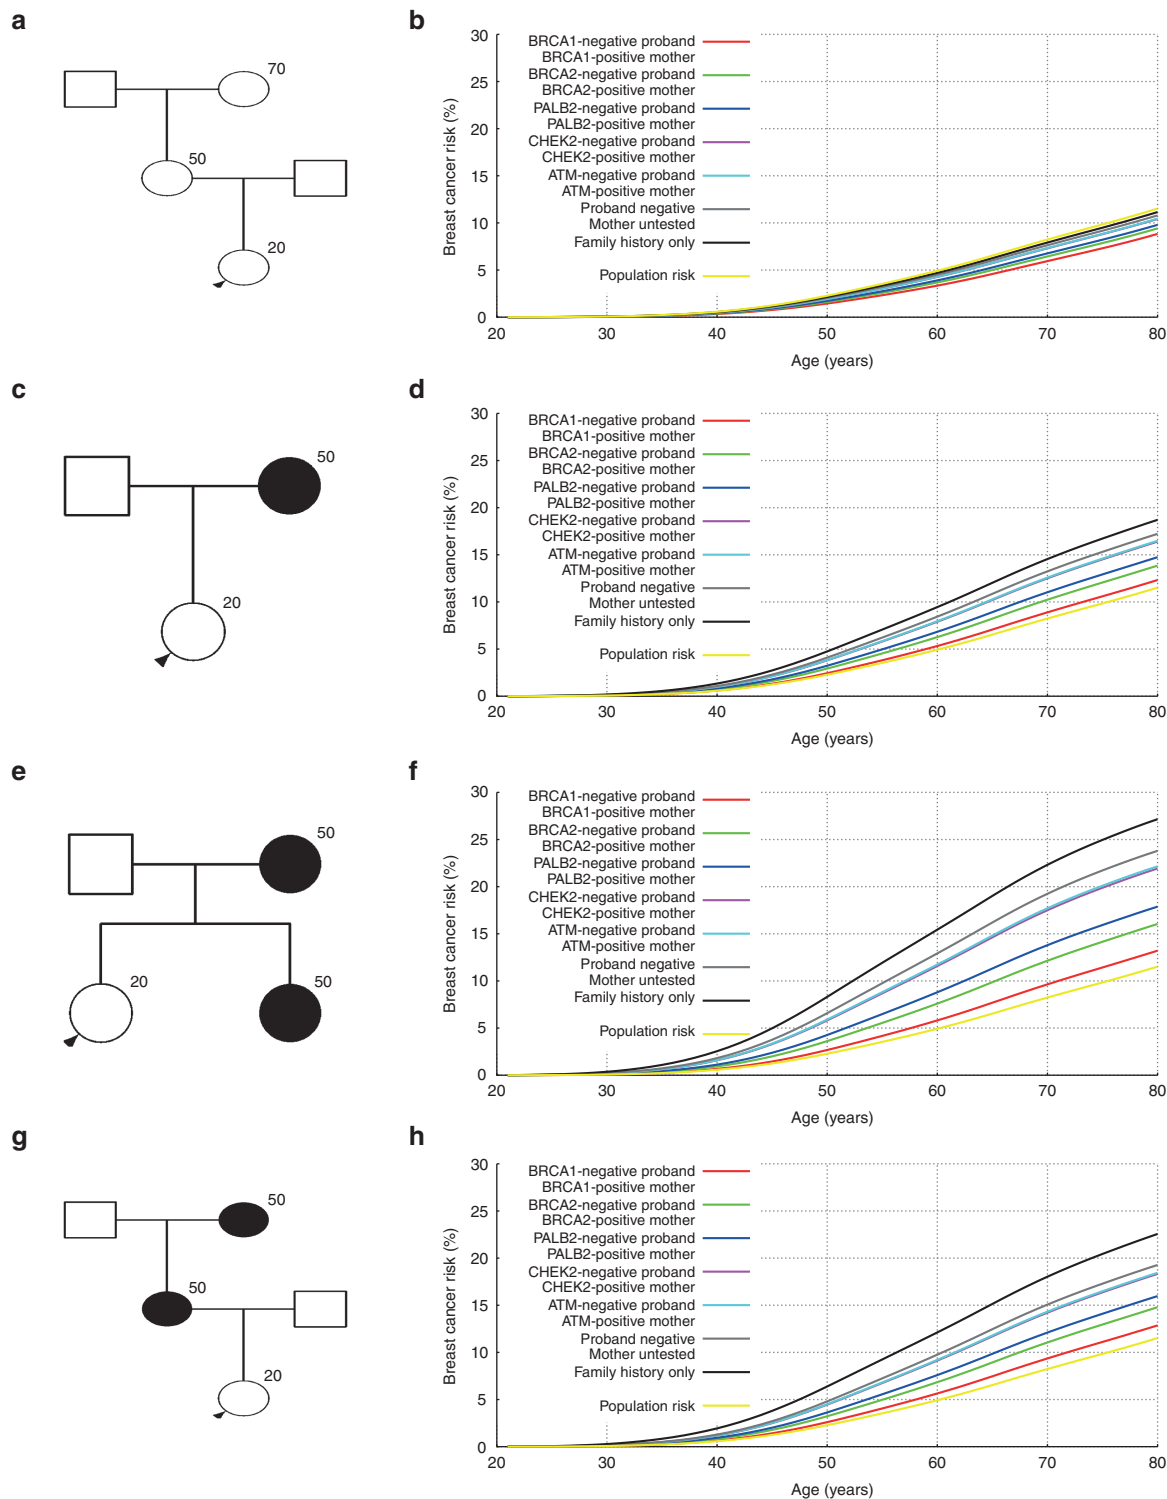 a
70
50
20
b
30
25
20
15
10
5
0
Breast cancer risk (%)
BRCA1-negative proband
BRCA1-positive mother
BRCA2-negative proband
BRCA2-positive mother
PALB2-negative proband
PALB2-positive mother
CHEK2-negative proband
CHEK2-positive mother
ATM-negative proband
ATM-positive mother
Proband negative
Mother untested
Family history only
Population risk
20 30 40 50 60 70 80
Age (years)
c
50
20
d
30
25
20
15
10
5
0
Breast cancer risk (%)
BRCA1-negative proband
BRCA1-positive mother
BRCA2-negative proband
BRCA2-positive mother
PALB2-negative proband
PALB2-positive mother
CHEK2-negative proband
CHEK2-positive mother
ATM-negative proband
ATM-positive mother
Proband negative
Mother untested
Family history only
Population risk
20 30 40 50 60 70 80
Age (years)
e
50
20
50
f
30
25
20
15
10
5
0
Breast cancer risk (%)
BRCA1-negative proband
BRCA1-positive mother
BRCA2-negative proband
BRCA2-positive mother
PALB2-negative proband
PALB2-positive mother
CHEK2-negative proband
CHEK2-positive mother
ATM-negative proband
ATM-positive mother
Proband negative
Mother untested
Family history only
Population risk
20 30 40 50 60 70 80
Age (years)
g
50
50
20
h
30
25
20
15
10
5
0
Breast cancer risk (%)
BRCA1-negative proband
BRCA1-positive mother
BRCA2-negative proband
BRCA2-positive mother
PALB2-negative proband
PALB2-positive mother
CHEK2-negative proband
CHEK2-positive mother
ATM-negative proband
ATM-positive mother
Proband negative
Mother untested
Family history only
Population risk
20 30 40 50 60 70 80
Age (years)